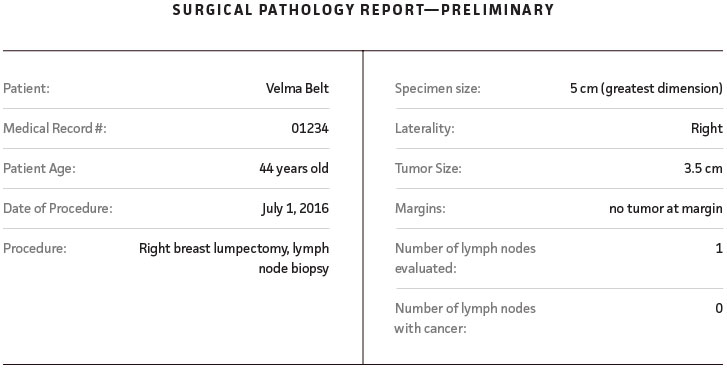 SURGICAL PATHOLOGY REPORT—PRELIMINARY
Patient: Velma Belt
Medical Record #: 01234
Patient Age: 44 years old
Date of Procedure: July 1, 2016
Procedure: Right breast lumpectomy, lymph
node biopsy
Specimen size: 5 cm (greatest dimension)
Laterality: Right
Tumor Size: 3.5 cm
Margins: no tumor at margin
Number of lymph nodes 1
evaluated:
Number of lymph nodes 0
with cancer: